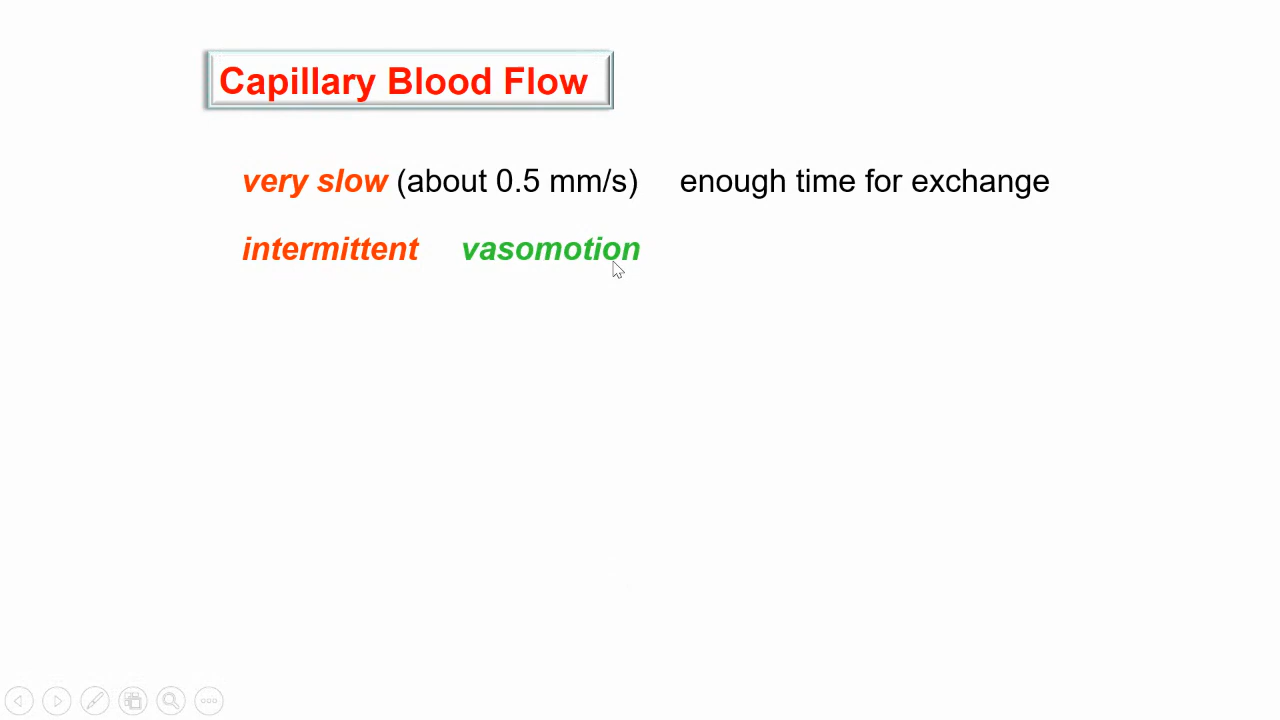 Capillary Blood Flow
very slow (about 0.5 mm/s) enough time for exchange
intermittent vasomotion